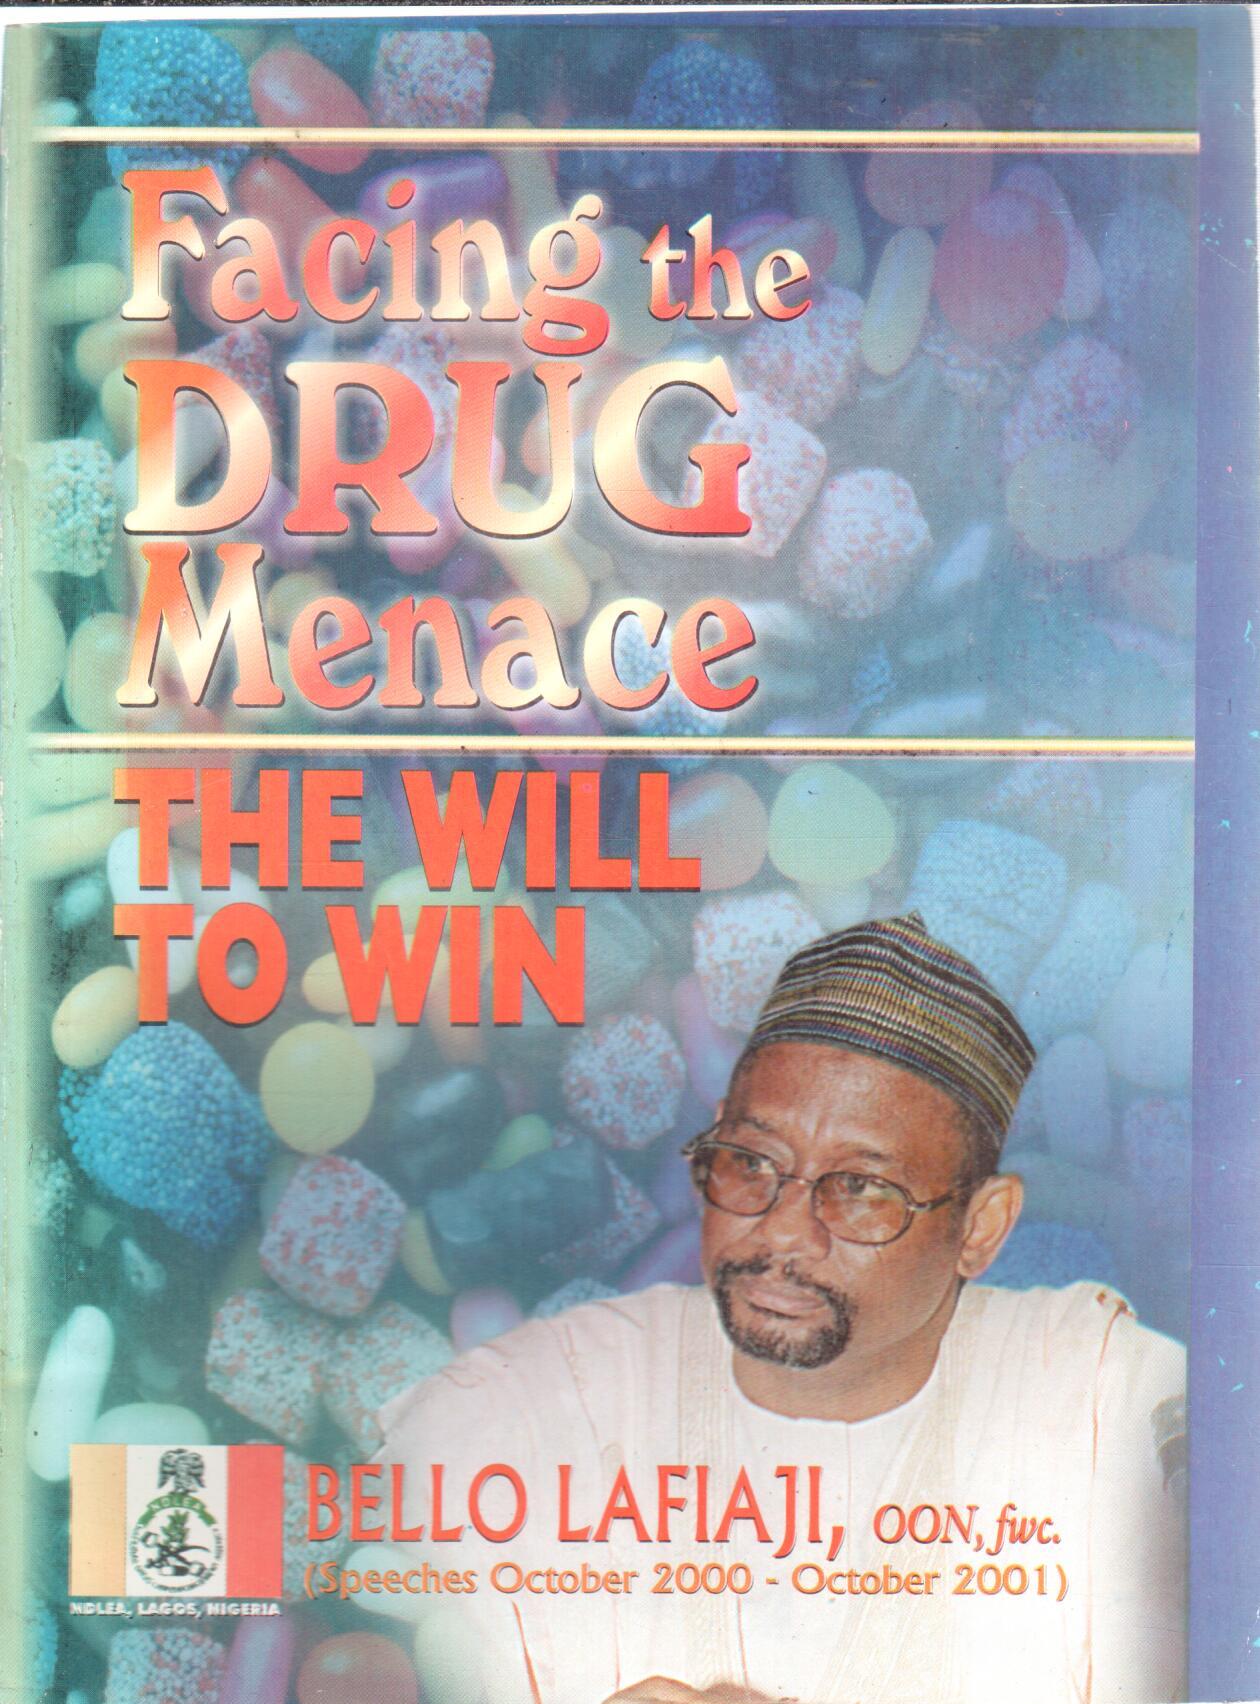 Facing the
DRUG
Menace
THE WILL
TO WIN
NDLEA
BELLO LAFIAJI, OON, fwc.
(Speeches October 2000 - October 2001)
NDLEA, LAGOS, NIGERIA